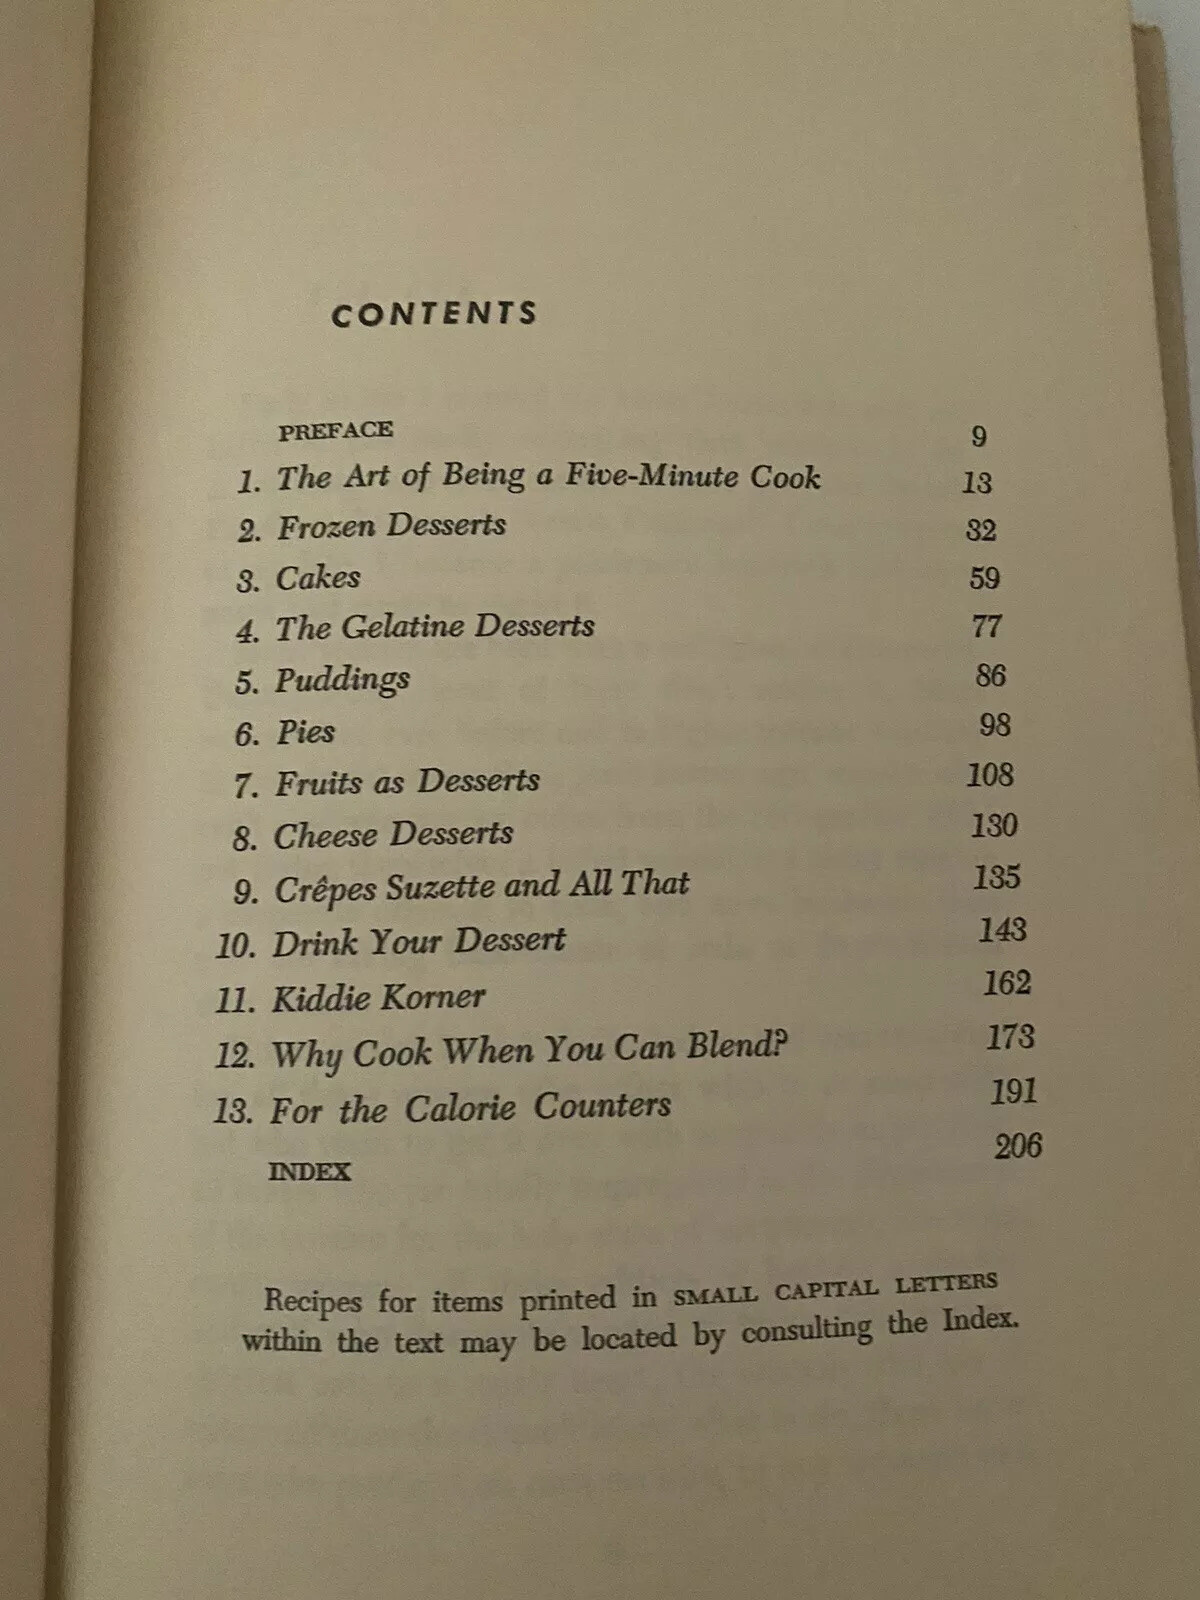 CONTENTS
PREFACE 9
1. The Art of Being a Five-Minute Cook 13
2. Frozen Desserts 32
3. Cakes 59
4. The Gelatine Desserts 77
5. Puddings 86
6. Pies 98
7. Fruits as Desserts 108
8. Cheese Desserts 130
9. Crêpes Suzette and All That 135
10. Drink Your Dessert 143
11. Kiddie Korner 162
12. Why Cook When You Can Blend? 173
13. For the Calorie Counters 191
INDEX 206
Recipes for items printed in SMALL CAPITAL LETTERS
within the text may be located by consulting the Index.